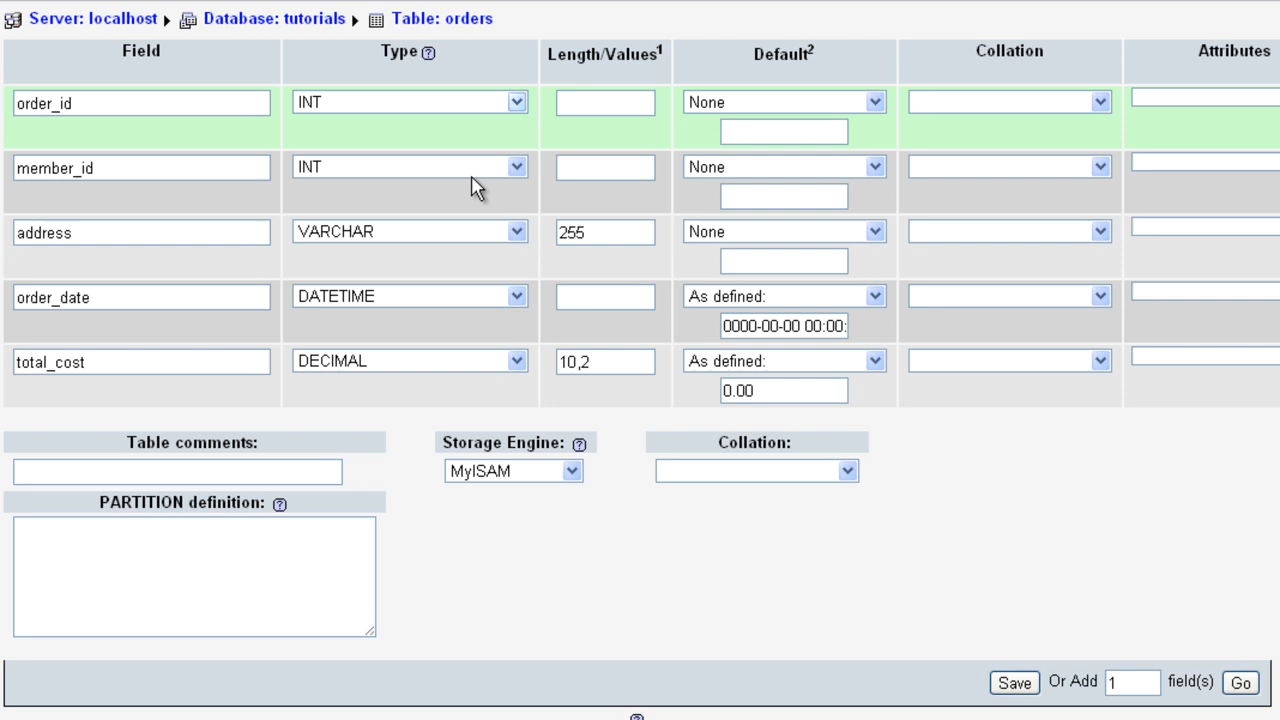 Server: localhost Database: tutorials Table: orders
Field Type Length/Values1 Default2 Collation Attributes
order_id INT None
member_id INT None
address VARCHAR 255 None
order_date DATETIME As defined:
0000-00-00 00:00:
total_cost DECIMAL 10,2 As defined:
0.00
Table comments: Storage Engine: Collation:
MyISAM
PARTITION definition:
Save Or Add 1 field(s) Go